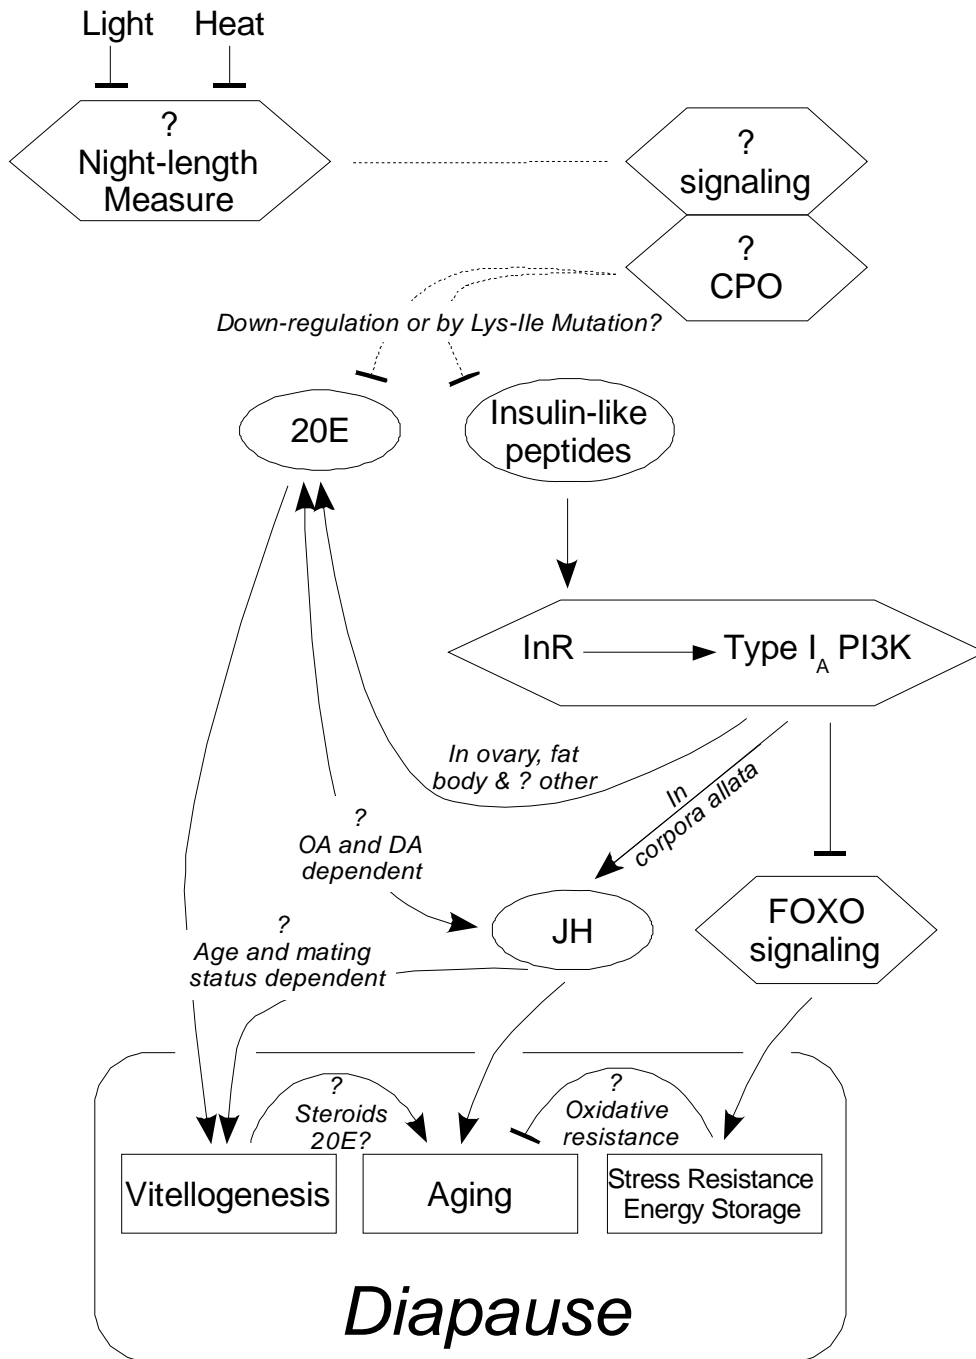 Light Heat
?
Night-length
Measure
?
signaling
?
CPO
Down-regulation or by Lys-Ile Mutation?
20E
Insulin-like
peptides
InR Type I_A PI3K
In ovary, fat
body & ? other
In
corpora allata
?
OA and DA
dependent
JH
FOXO
signaling
?
Age and mating
status dependent
?
Steroids
20E?
?
Oxidative
resistance
Vitellogenesis
Aging
Stress Resistance
Energy Storage
Diapause